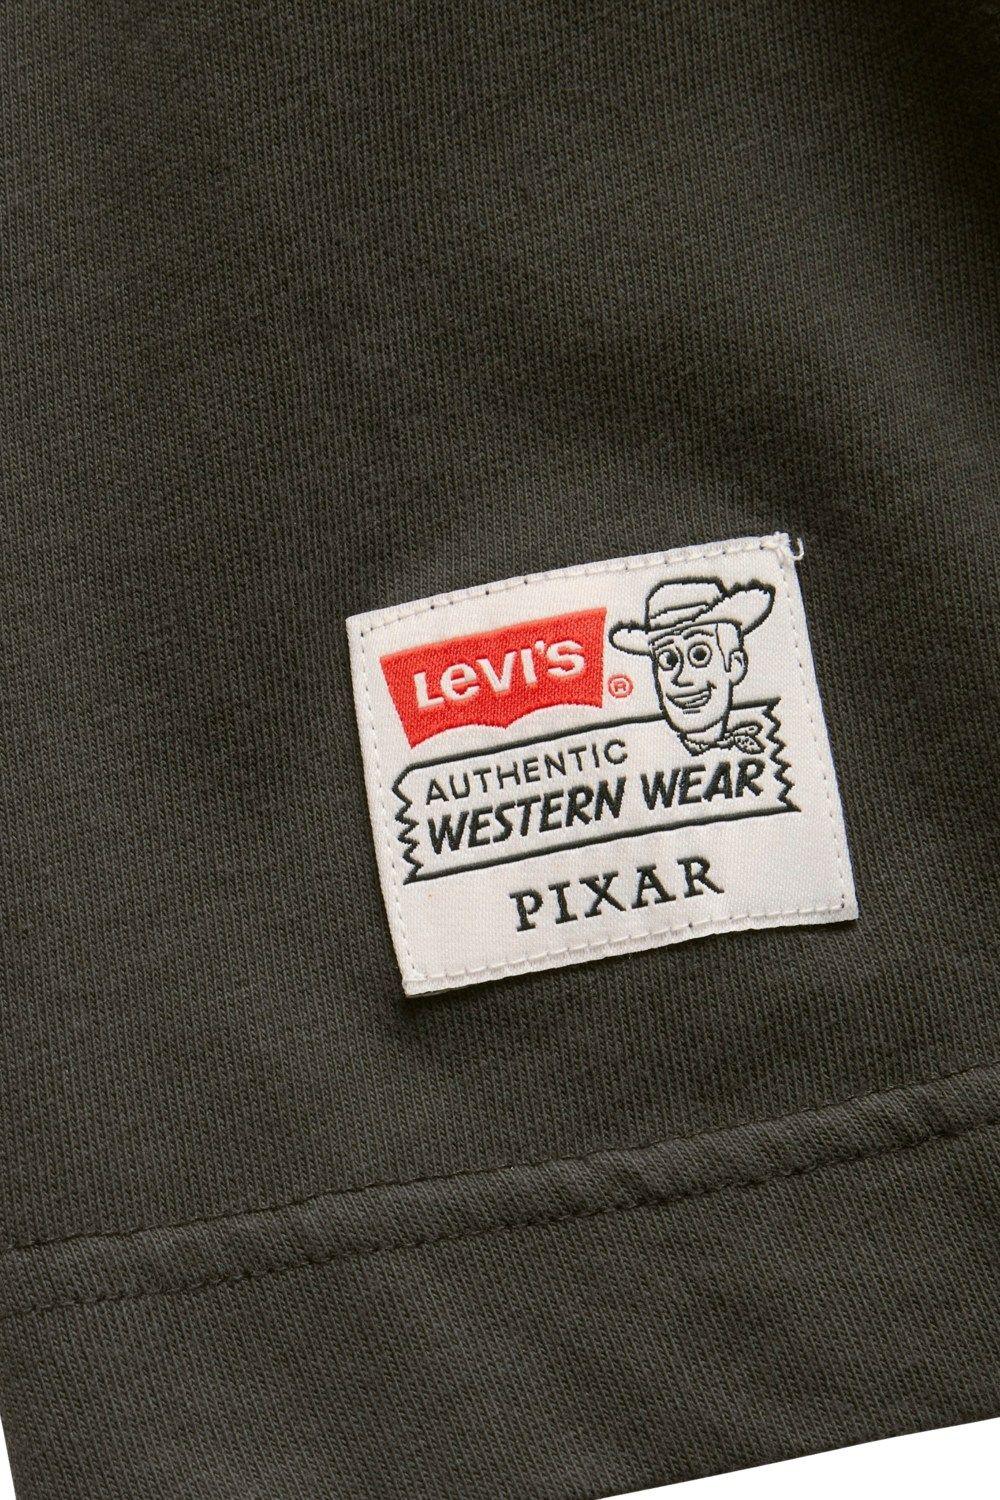 Levi's ®
AUTHENTIC
WESTERN WEAR
PIXAR